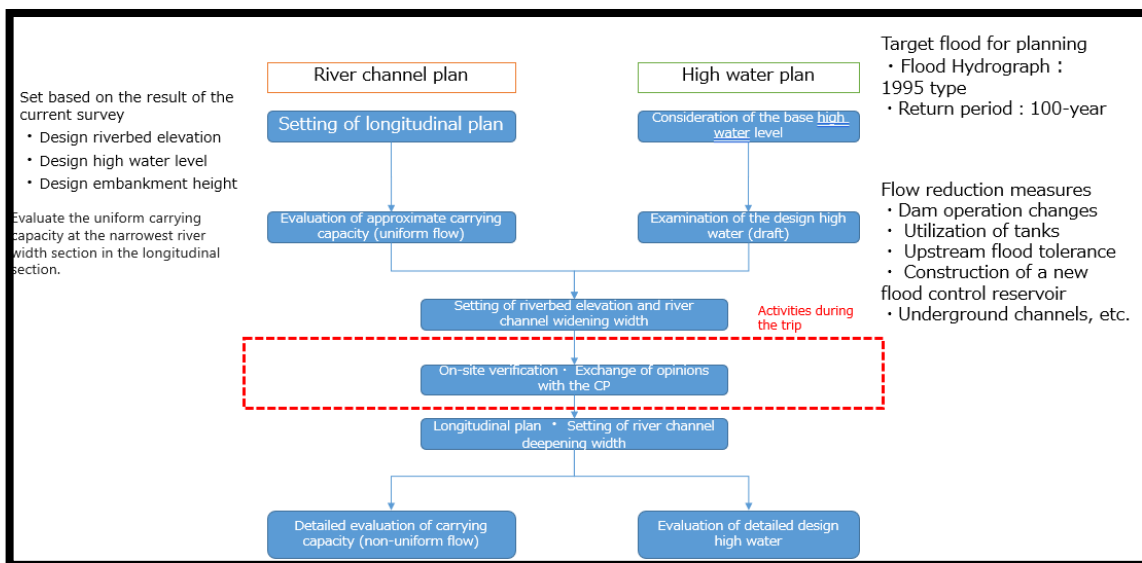 River channel plan
High water plan
Target flood for planning
・ Flood Hydrograph：
1995 type
・Return period : 100-year
Set based on the result of the
current survey
・ Design riverbed elevation
・ Design high water level
・ Design embankment height
Setting of longitudinal plan
Consideration of the base high
water level
Evaluate the uniform carrying
capacity at the narrowest river
width section in the longitudinal
section.
Evaluation of approximate carrying
capacity (uniform flow)
Examination of the design high
water (draft)
Flow reduction measures
・Dam operation changes
・ Utilization of tanks
・ Upstream flood tolerance
・ Construction of a new
flood control reservoir
・Underground channels, etc.
Setting of riverbed elevation and river
channel widening width
Activities during
the trip
On-site verification・ Exchange of opinions
with the CP
Longitudinal plan ・ Setting of river channel
deepening width
Detailed evaluation of carrying
capacity (non-uniform flow)
Evaluation of detailed design
high water